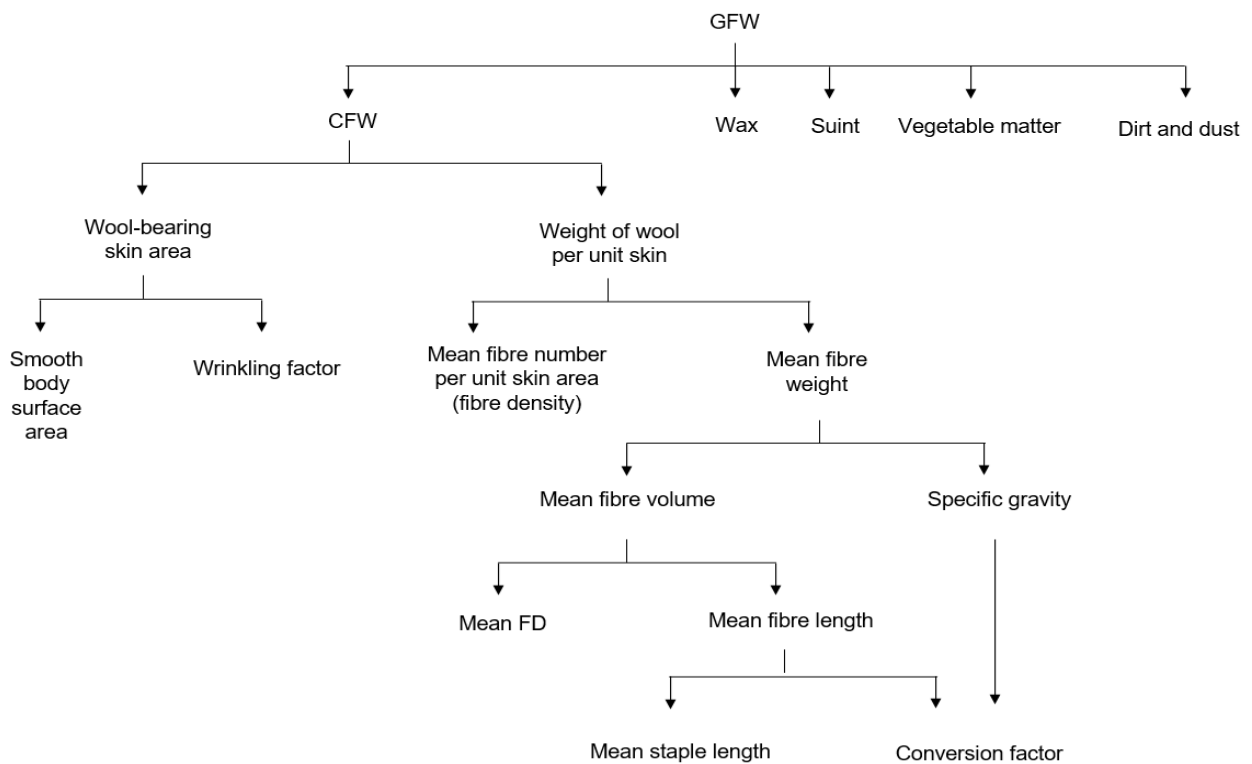 GFW
CFW
Wax
Suint
Vegetable matter
Dirt and dust
Wool-bearing
skin area
Weight of wool
per unit skin
Smooth
body
surface
area
Wrinkling factor
Mean fibre number
per unit skin area
(fibre density)
Mean fibre
weight
Mean fibre volume
Specific gravity
Mean FD
Mean fibre length
Mean staple length
Conversion factor